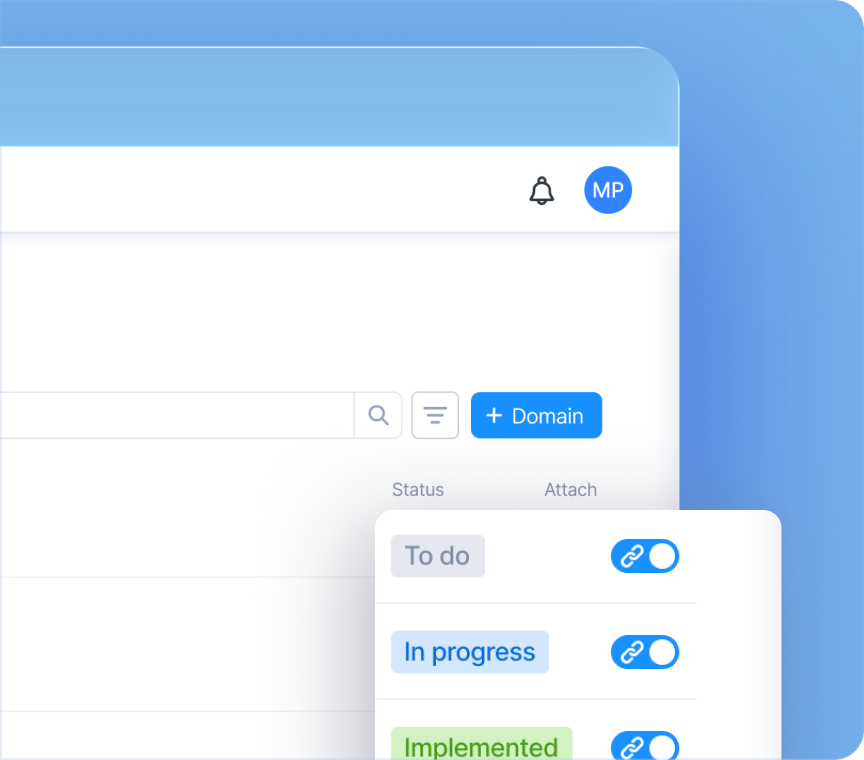 MP
+ Domain
Status Attach
To do
In progress
Implemented